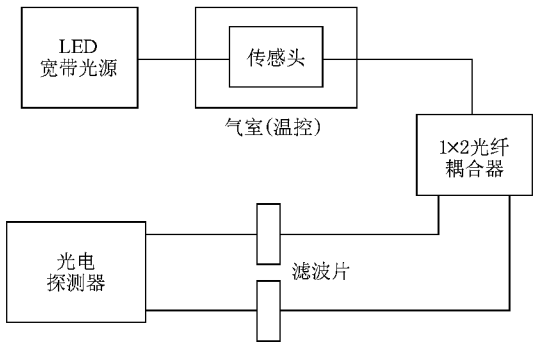 LED
宽带光源
传感头
气室(温控)
1×2光纤
耦合器
光电
探测器
滤波片